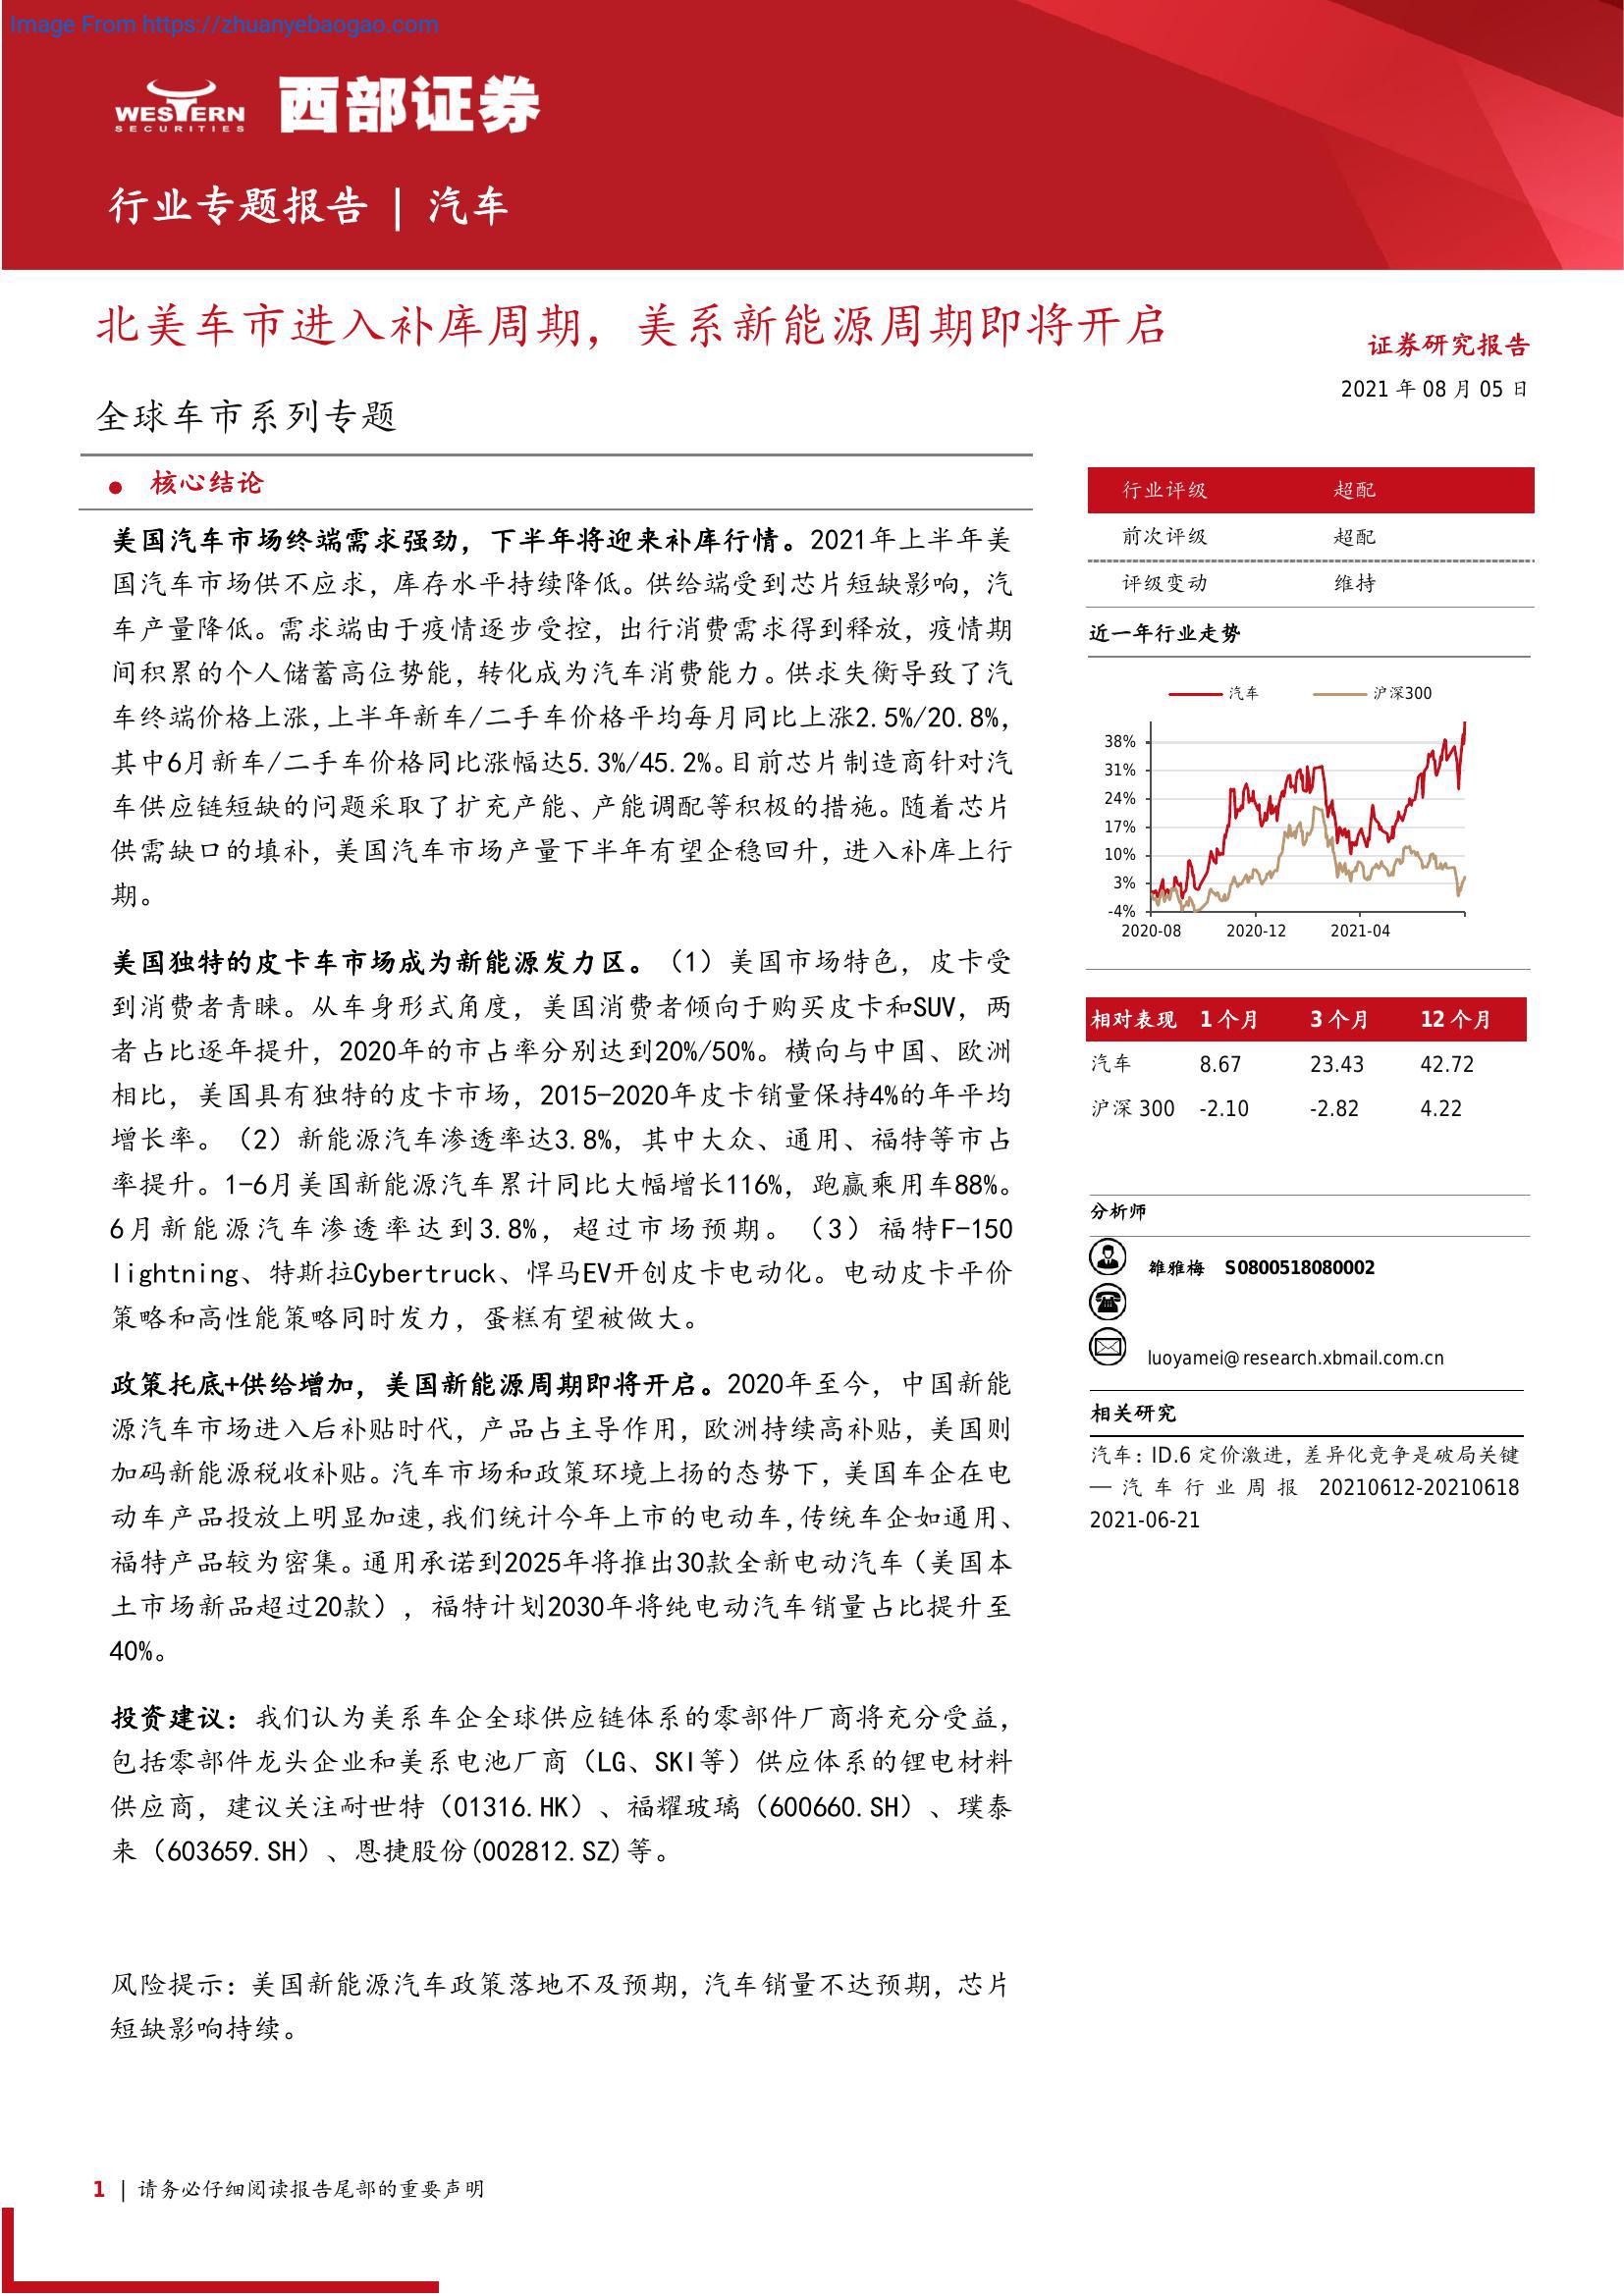 Image From https://zhuanyebaogao.com
WESTERN
SECURITIES
西部证券
行业专题报告 | 汽车
北美车市进入补库周期，美系新能源周期即将开启
证券研究报告
2021 年 08 月 05 日
全球车市系列专题
● 核心结论
美国汽车市场终端需求强劲，下半年将迎来补库行情。2021年上半年美
国汽车市场供不应求，库存水平持续降低。供给端受到芯片短缺影响，汽
车产量降低。需求端由于疫情逐步受控，出行消费需求得到释放，疫情期
间积累的个人储蓄高位势能，转化成为汽车消费能力。供求失衡导致了汽
车终端价格上涨，上半年新车/二手车价格平均每月同比上涨2.5%/20.8%，
其中6月新车/二手车价格同比涨幅达5.3%/45.2%。目前芯片制造商针对汽
车供应链短缺的问题采取了扩充产能、产能调配等积极的措施。随着芯片
供需缺口的填补，美国汽车市场产量下半年有望企稳回升，进入补库上行
期。
美国独特的皮卡车市场成为新能源发力区。（1）美国市场特色，皮卡受
到消费者青睐。从车身形式角度，美国消费者倾向于购买皮卡和SUV，两
者占比逐年提升，2020年的市占率分别达到20%/50%。横向与中国、欧洲
相比，美国具有独特的皮卡市场，2015-2020年皮卡销量保持4%的年平均
增长率。（2）新能源汽车渗透率达3.8%，其中大众、通用、福特等市占
率提升。1-6月美国新能源汽车累计同比大幅增长116%，跑赢乘用车88%。
6月新能源汽车渗透率达到3.8%，超过市场预期。（3）福特F-150
lightning、特斯拉Cybertruck、悍马EV开创皮卡电动化。电动皮卡平价
策略和高性能策略同时发力，蛋糕有望被做大。
政策托底+供给增加，美国新能源周期即将开启。2020年至今，中国新能
源汽车市场进入后补贴时代，产品占主导作用，欧洲持续高补贴，美国则
加码新能源税收补贴。汽车市场和政策环境上扬的态势下，美国车企在电
动车产品投放上明显加速，我们统计今年上市的电动车，传统车企如通用、
福特产品较为密集。通用承诺到2025年将推出30款全新电动汽车（美国本
土市场新品超过20款），福特计划2030年将纯电动汽车销量占比提升至
40%。
投资建议：我们认为美系车企全球供应链体系的零部件厂商将充分受益，
包括零部件龙头企业和美系电池厂商（LG、SKI等）供应体系的锂电材料
供应商，建议关注耐世特（01316.HK）、福耀玻璃（600660.SH）、璞泰
来（603659.SH）、恩捷股份(002812.SZ)等。
风险提示：美国新能源汽车政策落地不及预期，汽车销量不达预期，芯片
短缺影响持续。
行业评级 超配
前次评级 超配
评级变动 维持
近一年行业走势
汽车 沪深300
38%
31%
24%
17%
10%
3%
-4%
2020-08 2020-12 2021-04
相对表现 1 个月 3 个月 12 个月
汽车 8.67 23.43 42.72
沪深 300 -2.10 -2.82 4.22
分析师
雒雅梅 S0800518080002
luoyamei@research.xbmail.com.cn
相关研究
汽车：ID.6 定价激进，差异化竞争是破局关键
—汽车行业周报 20210612-20210618
2021-06-21
1 | 请务必仔细阅读报告尾部的重要声明